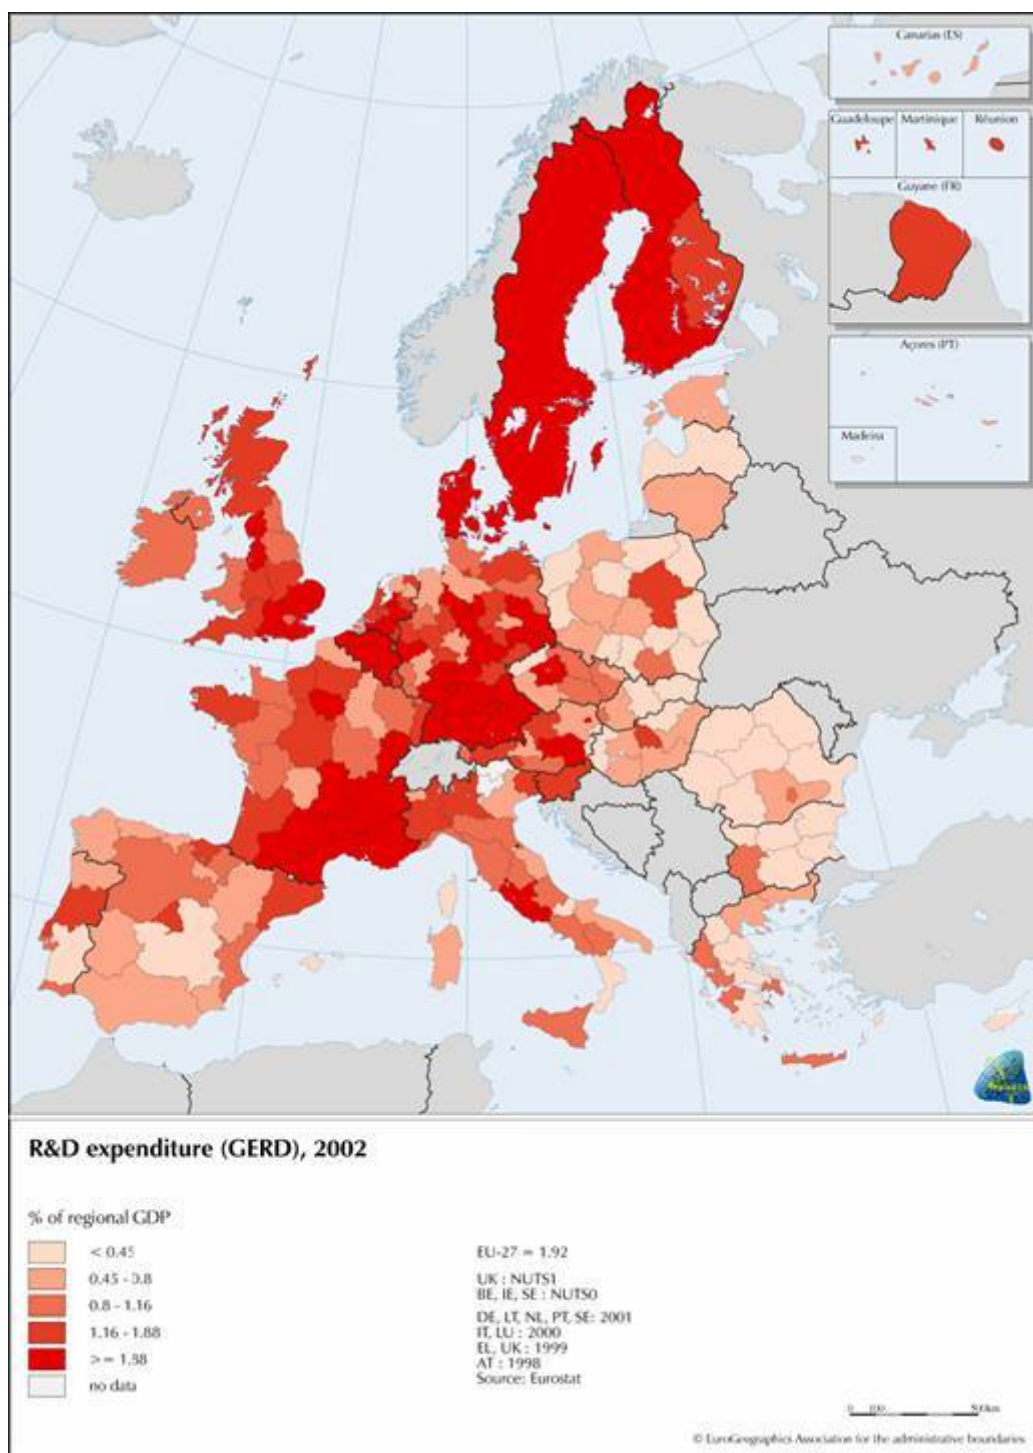 Canarias (ES)
Guadeloupe
Martinique
Réunion
Guyane (FR)
Açores (PT)
Madeira
R&D expenditure (GERD), 2002
% of regional GDP
< 0.45
0.45 - 0.8
0.8 - 1.16
1.16 - 1.88
>= 1.88
no data
EU-27 = 1.92
UK : NUTS1
BE, IE, SE : NUTS0
DE, LT, NL, PT, SE: 2001
IT, LU : 2000
EL, UK : 1999
AT : 1998
Source: Eurostat
0 100 500km
© EuroGeographics Association for the administrative boundaries